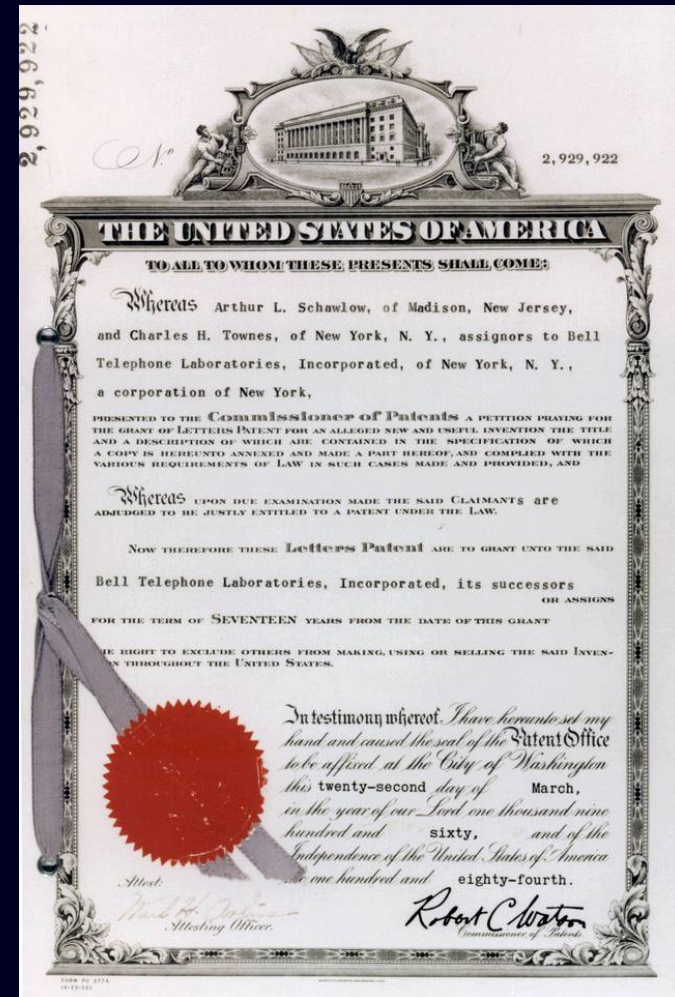 2,929,922
No 2,929,922
THE UNITED STATES OF AMERICA
TO ALL TO WHOM THESE PRESENTS SHALL COME:
Whereas Arthur L. Schawlow, of Madison, New Jersey,
and Charles H. Townes, of New York, N. Y., assignors to Bell
Telephone Laboratories, Incorporated, of New York, N. Y.,
a corporation of New York,
PRESENTED TO THE Commissioner of Patents A PETITION PRAYING FOR
THE GRANT OF LETTERS PATENT FOR AN ALLEGED NEW AND USEFUL INVENTION THE TITLE
AND A DESCRIPTION OF WHICH ARE CONTAINED IN THE SPECIFICATION OF WHICH
A COPY IS HEREUNTO ANNEXED AND MADE A PART HEREOF, AND COMPLIED WITH THE
VARIOUS REQUIREMENTS OF LAW IN SUCH CASES MADE AND PROVIDED, AND
Whereas UPON DUE EXAMINATION MADE THE SAID CLAIMANTS are
ADJUDGED TO BE JUSTLY ENTITLED TO A PATENT UNDER THE LAW.
NOW THEREFORE THESE Letters Patent ARE TO GRANT UNTO THE SAID
Bell Telephone Laboratories, Incorporated, its successors
OR ASSIGNS
FOR THE TERM OF SEVENTEEN YEARS FROM THE DATE OF THIS GRANT
HE RIGHT TO EXCLUDE OTHERS FROM MAKING, USING OR SELLING THE SAID INVEN-
ON THROUGHOUT THE UNITED STATES.
In testimony whereof I have hereunto set my
hand and caused the seal of the Patent Office
to be affixed at the City of Washington
this twenty-second day of March,
in the year of our Lord one thousand nine
hundred and sixty, and of the
Independence of the United States of America
one hundred and eighty-fourth.
Attest:
Attesting Officer.
Robert C Watson
Commissioner of Patents.
FORM PO 377A